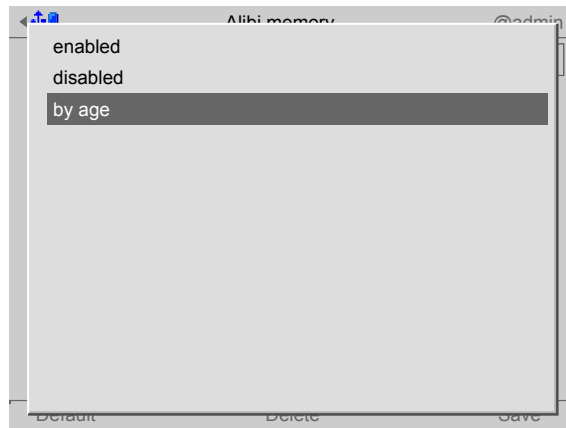 Alibi memory @admin
enabled
disabled
by age
Default Delete Save